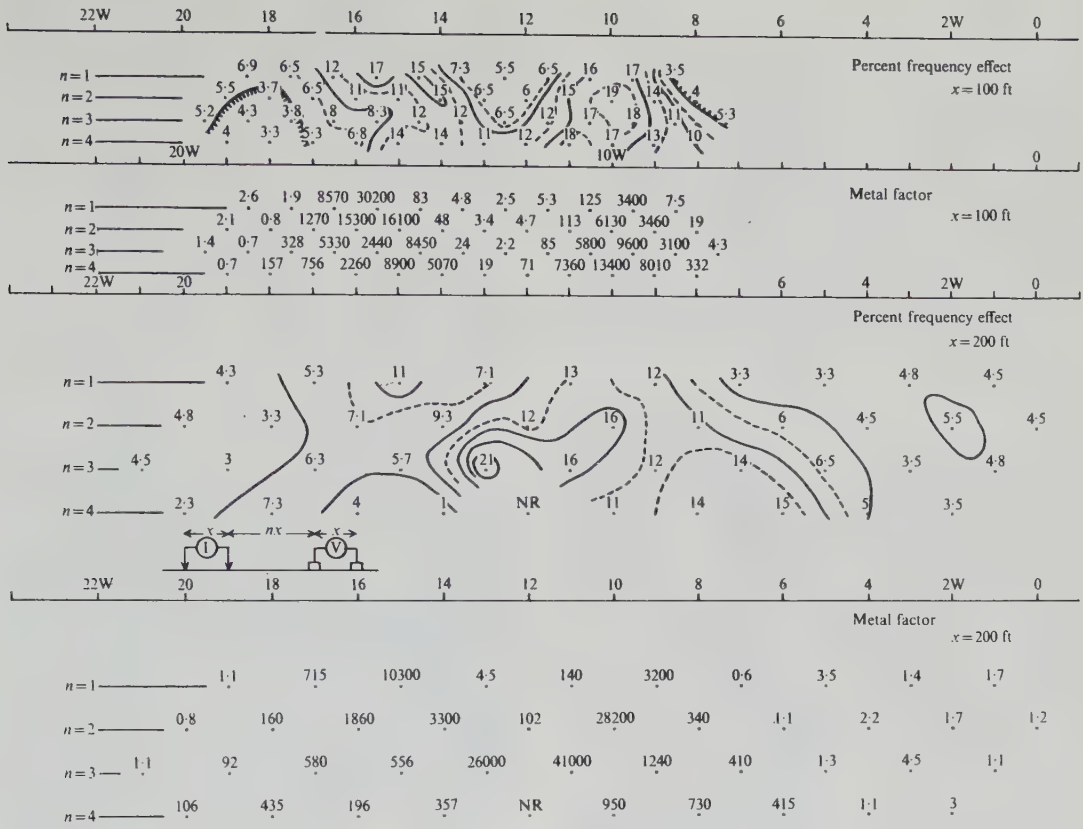 22W 20 18 16 14 12 10 8 6 4 2W 0
6·9 6·5 12 17 15 7·3 5·5 6·5 16 17 3·5 Percent frequency effect
n=1
5·5 3·7 6·5 11 11 15 6·5 6·5 15 19 14 4 x=100 ft
n=2
5·2 4·3 3·8 8 8·3 12 12 6·5 12 17 18 11 5·3
n=3
4 3·3 5·3 6·8 14 14 11 12 18 17 13 10
n=4
20W 10W 0
Metal factor
2·6 1·9 8570 30200 83 4·8 2·5 5·3 125 3400 7·5
n=1
x=100 ft
2·1 0·8 1270 15300 16100 48 3·4 4·7 113 6130 3460 19
n=2
1·4 0·7 328 5330 2440 8450 24 2·2 85 5800 9600 3100 4·3
n=3
0·7 157 756 2260 8900 5070 19 71 7360 13400 8010 332
n=4
22W 20 18 16 14 12 10 8 6 4 2W 0
Percent frequency effect
x=200 ft
4·3 5·3 11 7·1 13 12 3·3 3·3 4·8 4·5
n=1
4·8 3·3 7·1 9·3 12 16 11 6 4·5 5·5 4·5
n=2
4·5 3 6·3 5·7 21 16 12 14 6·5 3·5 4·8
n=3
2·3 7·3 4 1 NR 11 14 15 5 3·5
n=4
x nx x
I V
22W 20 18 16 14 12 10 8 6 4 2W 0
Metal factor
x=200 ft
1·1 715 10300 4·5 140 3200 0·6 3·5 1·4 1·7
n=1
0·8 160 1860 3300 102 28200 340 1·1 2·2 1·7 1·2
n=2
1·1 92 580 556 26000 41000 1240 410 1·3 4·5 1·1
n=3
106 435 196 357 NR 950 730 415 1·1 3
n=4